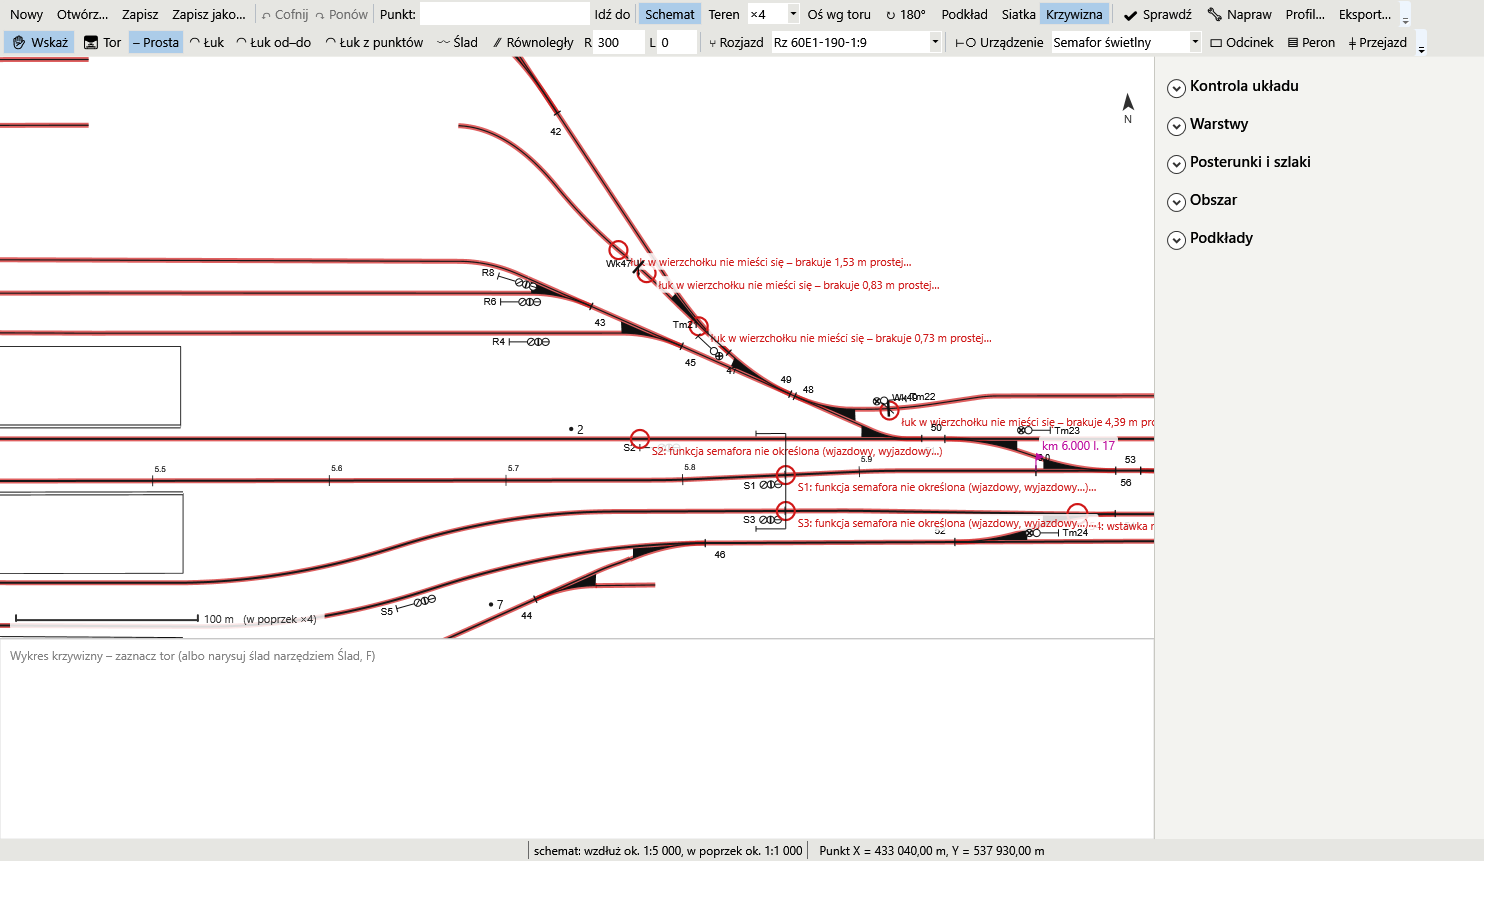 Nowy Otwórz... Zapisz Zapisz jako... Cofnij Ponów Punkt: Idź do Schemat Teren ×4 Oś wg toru ↻ 180° Podkład Siatka Krzywizna Sprawdź Napraw Profil... Eksport...
Wskaż Tor – Prosta Łuk Łuk od–do Łuk z punktów Ślad Równoległy R 300 L 0 Rozjazd Rz 60E1-190-1:9 Urządzenie Semafor świetlny Odcinek Peron Przejazd
Kontrola układu
Warstwy
Posterunki i szlaki
Obszar
Podkłady
N
42
Wk47
łuk w wierzchołku nie mieści się – brakuje 1,53 m prostej...
R8
łuk w wierzchołku nie mieści się – brakuje 0,83 m prostej...
R6
43
Tm21
łuk w wierzchołku nie mieści się – brakuje 0,73 m prostej...
R4
45
47
49
48
Tm22
łuk w wierzchołku nie mieści się – brakuje 4,39 m pro
2
50
Tm23
S2
S2: funkcja semafora nie określona (wjazdowy, wyjazdowy...)
km 6.000 l. 17
5.5
5.6
5.7
5.8
5.9
53
S1
S1: funkcja semafora nie określona (wjazdowy, wyjazdowy...)...
56
S3
S3: funkcja semafora nie określona (wjazdowy, wyjazdowy...)...
: wstawka
52
Tm24
46
S5
7
44
100 m (w poprzek ×4)
Wykres krzywizny – zaznacz tor (albo narysuj ślad narzędziem Ślad, F)
schemat: wzdłuż ok. 1:5 000, w poprzek ok. 1:1 000 Punkt X = 433 040,00 m, Y = 537 930,00 m